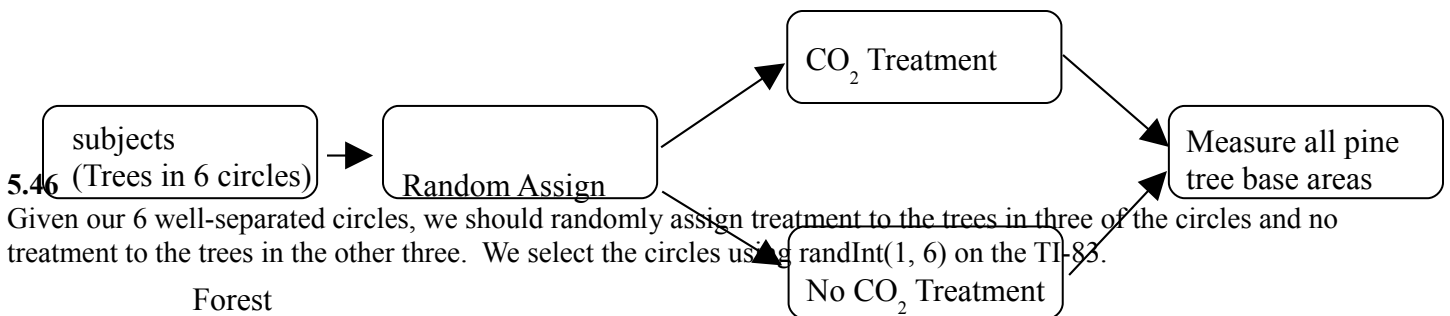 CO₂ Treatment
subjects
(Trees in 6 circles)
Measure all pine
tree base areas
5.46
Random Assign
Given our 6 well-separated circles, we should randomly assign treatment to the trees in three of the circles and no
treatment to the trees in the other three.  We select the circles using randInt(1, 6) on the TI-83.
No CO₂ Treatment
Forest